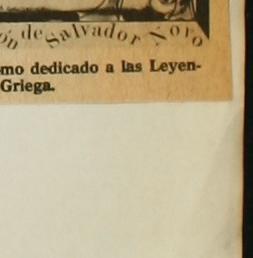 ón de Salvador Novo
mo dedicado a las Leyen-
Griega.